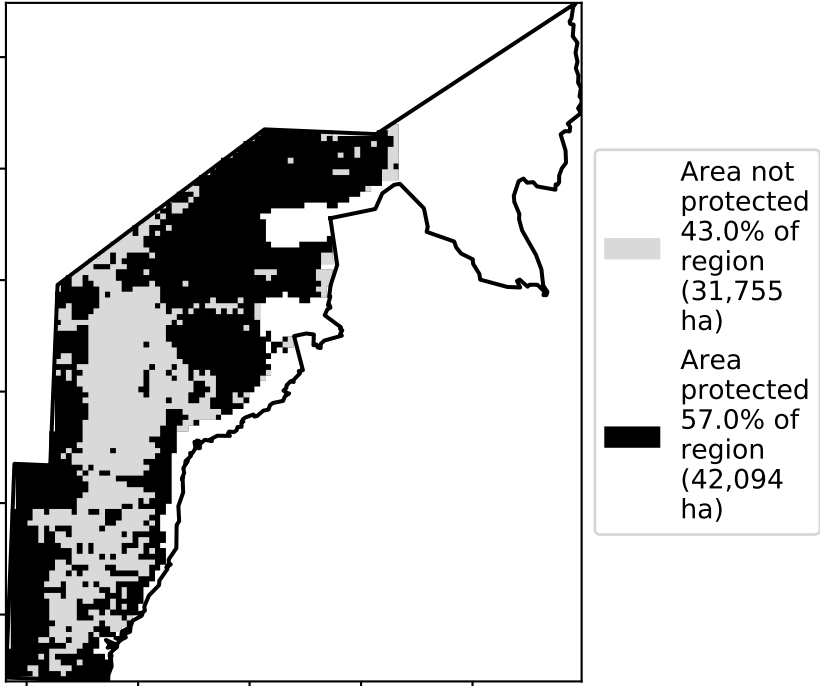 Area not
protected
43.0% of
region
(31,755
ha)
Area
protected
57.0% of
region
(42,094
ha)